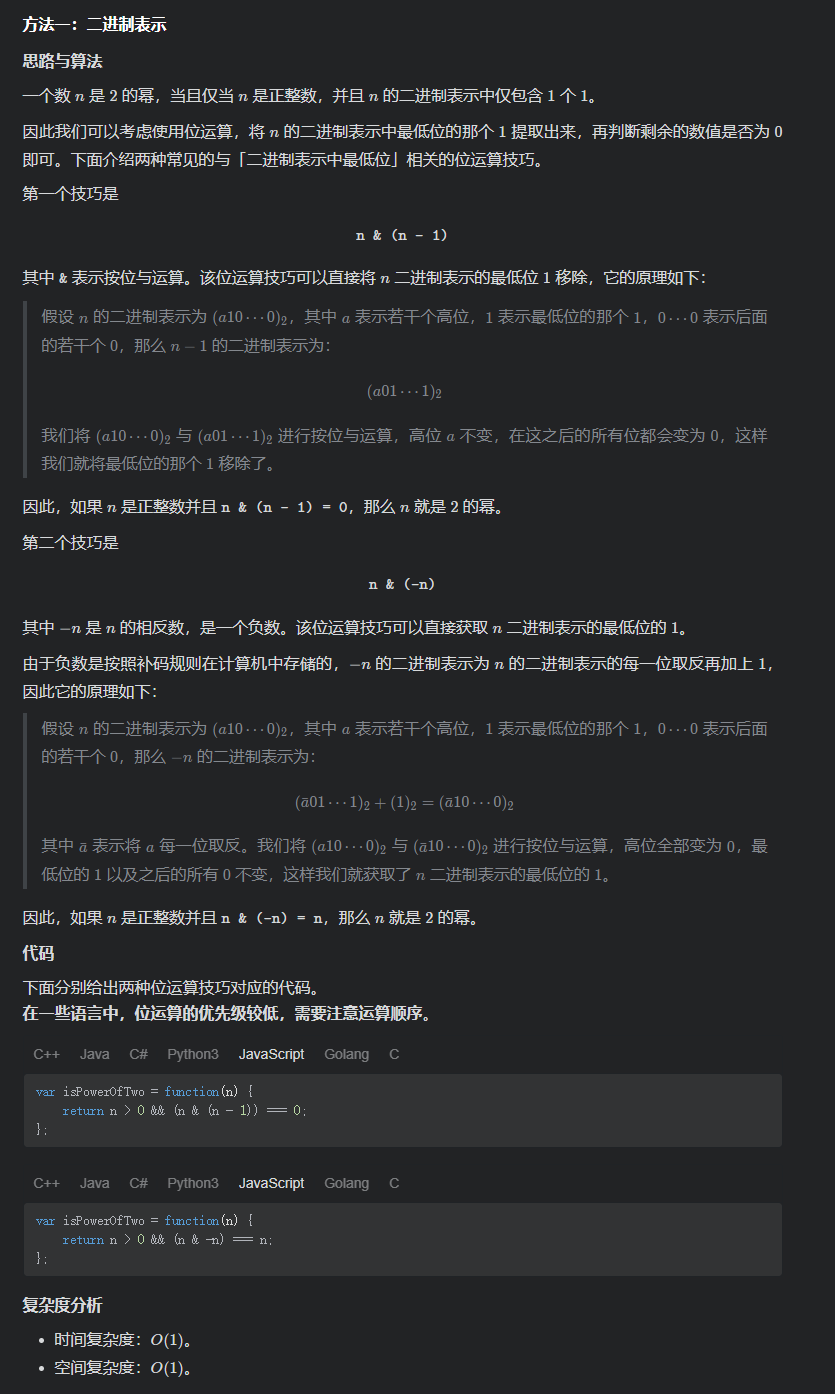 方法一：二进制表示
思路与算法
一个数 n 是 2 的幂，当且仅当 n 是正整数，并且 n 的二进制表示中仅包含 1 个 1。
因此我们可以考虑使用位运算，将 n 的二进制表示中最低位的那个 1 提取出来，再判断剩余的数值是否为 0
即可。下面介绍两种常见的与「二进制表示中最低位」相关的位运算技巧。
第一个技巧是
n & (n - 1)
其中 & 表示按位与运算。该位运算技巧可以直接将 n 二进制表示的最低位 1 移除，它的原理如下：
假设 n 的二进制表示为 (a10⋯0)₂，其中 a 表示若干个高位，1 表示最低位的那个 1，0⋯0 表示后面
的若干个 0，那么 n − 1 的二进制表示为：
(a01⋯1)₂
我们将 (a10⋯0)₂ 与 (a01⋯1)₂ 进行按位与运算，高位 a 不变，在这之后的所有位都会变为 0，这样
我们就将最低位的那个 1 移除了。
因此，如果 n 是正整数并且 n & (n - 1) = 0，那么 n 就是 2 的幂。
第二个技巧是
n & (-n)
其中 −n 是 n 的相反数，是一个负数。该位运算技巧可以直接获取 n 二进制表示的最低位的 1。
由于负数是按照补码规则在计算机中存储的，−n 的二进制表示为 n 的二进制表示的每一位取反再加上 1，
因此它的原理如下：
假设 n 的二进制表示为 (a10⋯0)₂，其中 a 表示若干个高位，1 表示最低位的那个 1，0⋯0 表示后面
的若干个 0，那么 −n 的二进制表示为：
(ā01⋯1)₂ + (1)₂ = (ā10⋯0)₂
其中 ā 表示将 a 每一位取反。我们将 (a10⋯0)₂ 与 (ā10⋯0)₂ 进行按位与运算，高位全部变为 0，最
低位的 1 以及之后的所有 0 不变，这样我们就获取了 n 二进制表示的最低位的 1。
因此，如果 n 是正整数并且 n & (-n) = n，那么 n 就是 2 的幂。
代码
下面分别给出两种位运算技巧对应的代码。
在一些语言中，位运算的优先级较低，需要注意运算顺序。
C++ Java C# Python3 JavaScript Golang C
var isPowerOfTwo = function(n) {
    return n > 0 && (n & (n - 1)) === 0;
};
C++ Java C# Python3 JavaScript Golang C
var isPowerOfTwo = function(n) {
    return n > 0 && (n & -n) === n;
};
复杂度分析
• 时间复杂度：O(1)。
• 空间复杂度：O(1)。